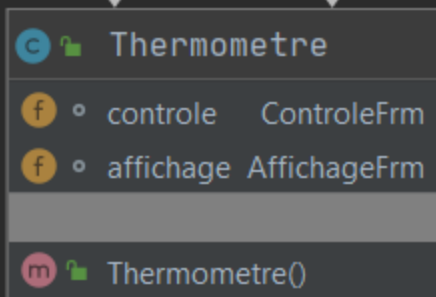 C Thermometre
f controle ControleFrm
f affichage AffichageFrm
m Thermometre()